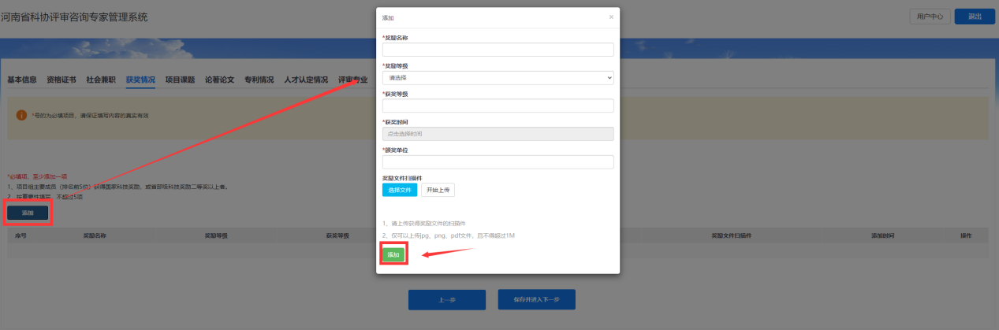 河南省科协评审咨询专家管理系统
用户中心
退出
基本信息 资格证书 社会兼职 获奖情况 项目课题 论著论文 专利情况 人才认定情况 评审专业
*号的为必填项目，请保证填写内容的真实有效
*必填项，至少添加一项
1、项目组主要成员（排名前5位）获得国家科技奖励，或省部级科技奖励二等奖以上者。
2、按重要性填写，不超过5项
添加
序号 奖励名称 奖励等级 获奖等级 奖励文件扫描件 添加时间 操作
上一步
保存并进入下一步
添加
×
*奖励名称
*奖励等级
请选择
*获奖等级
*获奖时间
点击选择时间
*颁奖单位
奖励文件扫描件
选择文件
开始上传
1、请上传获得奖励文件的扫描件
2、仅可以上传jpg、png、pdf文件，且不得超过1M
添加